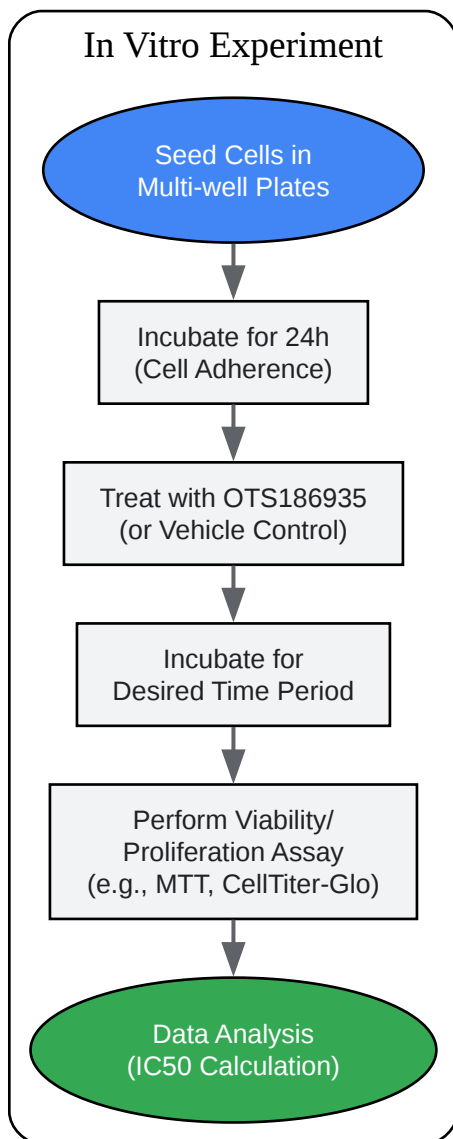 In Vitro Experiment
Seed Cells in
Multi-well Plates
Incubate for 24h
(Cell Adherence)
Treat with OTS186935
(or Vehicle Control)
Incubate for
Desired Time Period
Perform Viability/
Proliferation Assay
(e.g., MTT, CellTiter-Glo)
Data Analysis
(IC50 Calculation)